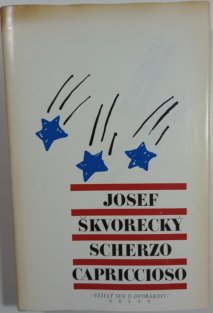 JOSEF
ŠKVORECKÝ
SCHERZO
CAPRICCIOSO
/VESELÝ SEN O DVOŘÁKOVI/
ODEON